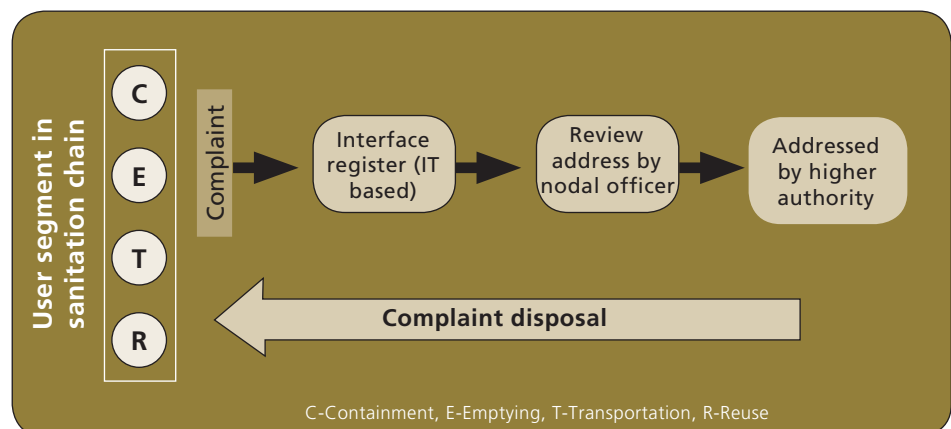 User segment in
sanitation chain
C
E
T
R
Complaint
Interface
register (IT
based)
Review
address by
nodal officer
Addressed
by higher
authority
Complaint disposal
C-Containment, E-Emptying, T-Transportation, R-Reuse